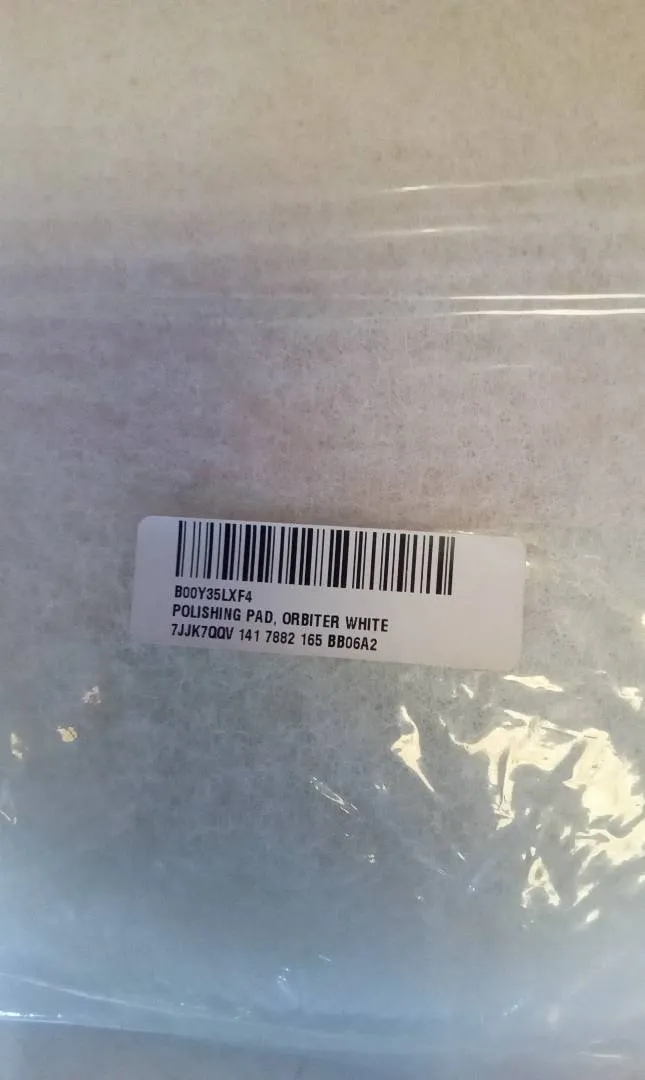 B00Y35LXF4
POLISHING PAD, ORBITER WHITE
7JJK7QQV 141 7882 165 BB06A2